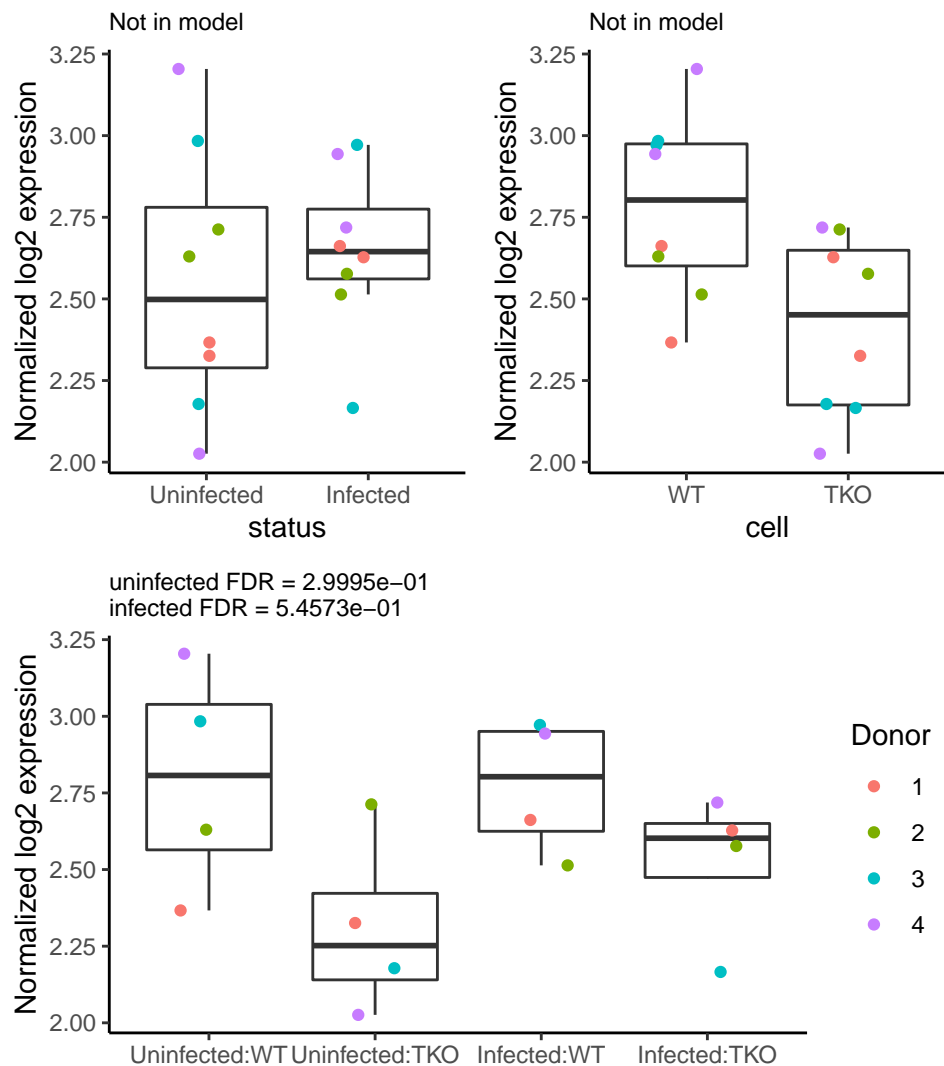 Not in model
Normalized log2 expression
3.25
3.00
2.75
2.50
2.25
2.00
Uninfected Infected
status
Not in model
Normalized log2 expression
3.25
3.00
2.75
2.50
2.25
2.00
WT TKO
cell
uninfected FDR = 2.9995e−01
infected FDR = 5.4573e−01
Normalized log2 expression
3.25
3.00
2.75
2.50
2.25
2.00
Uninfected:WT Uninfected:TKO Infected:WT Infected:TKO
Donor
1
2
3
4